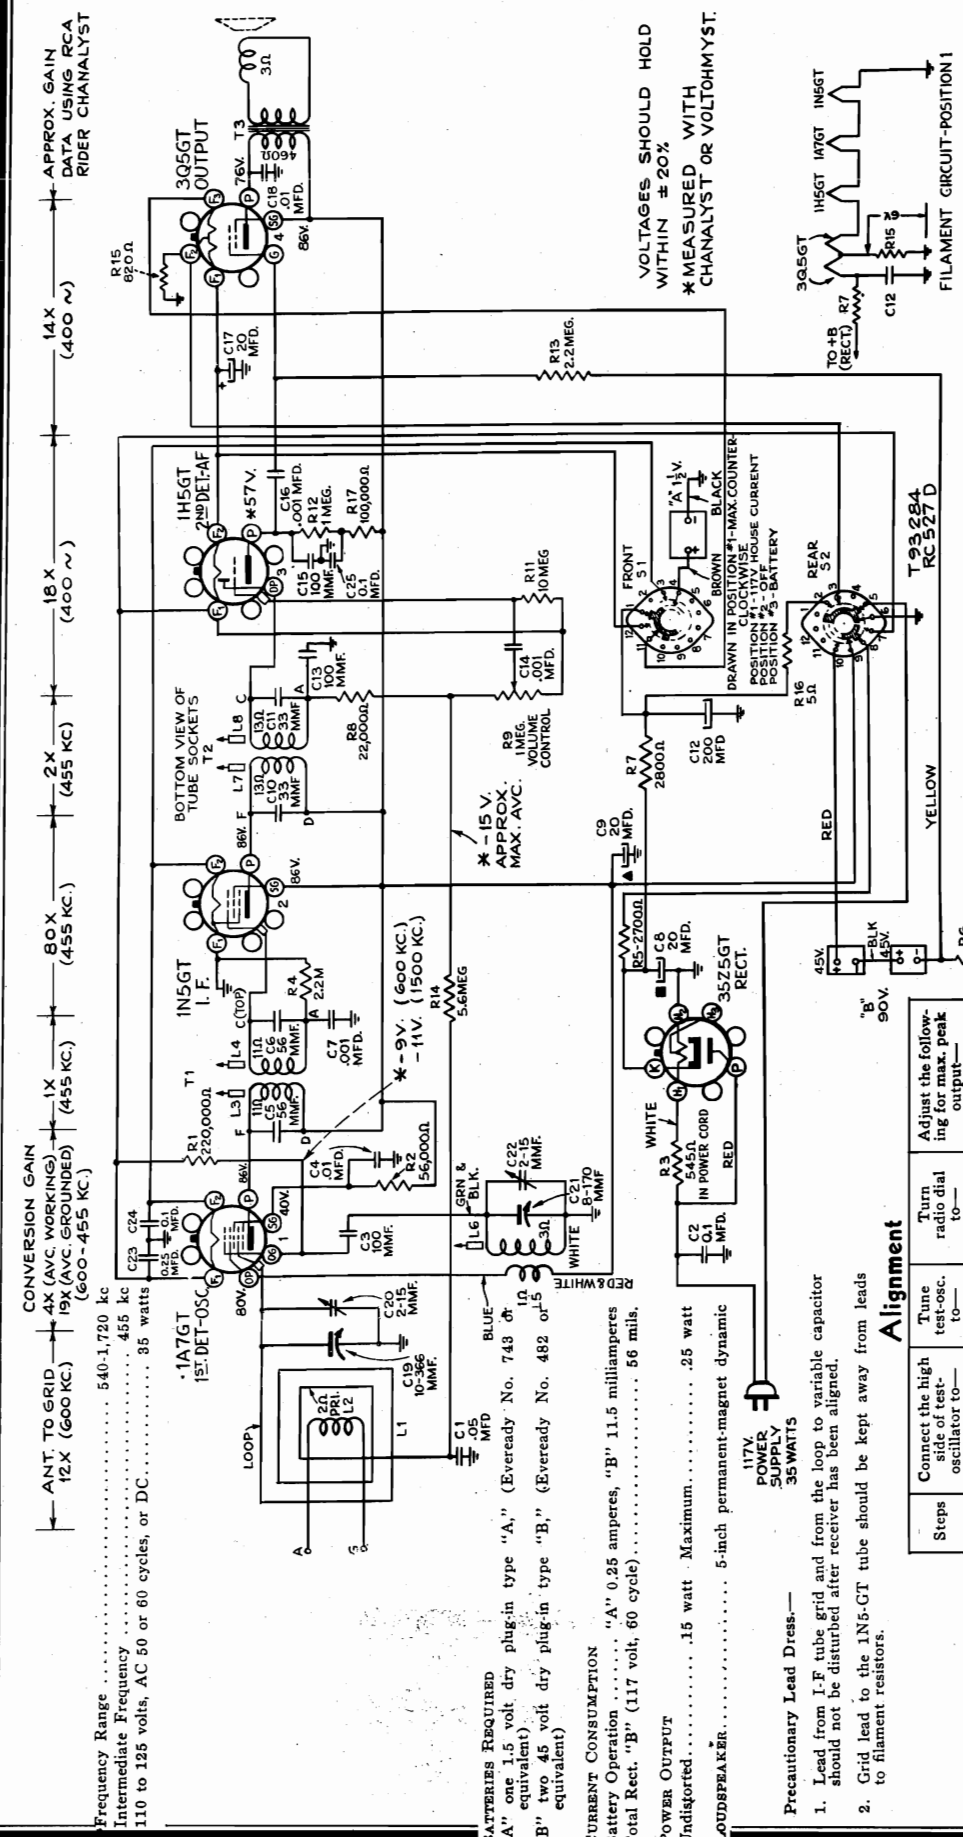 CONVERSION GAIN
ANT. TO GRID
12X (600 KC.)
4X (AVC. WORKING)
19X (AVC. GROUNDED)
(600-455 KC.)
1X
(455 KC.)
80X
(455 KC.)
2X
(455 KC)
18X
(400 ~)
14X
(400 ~)
APPROX. GAIN
DATA USING RCA
RIDER CHANALYST
Frequency Range .......... 540-1,720 kc
Intermediate Frequency .......... 455 kc
110 to 125 volts, AC 50 or 60 cycles, or DC .......... 35 watts
1A7GT
1ST. DET-OSC.
C23
0.25
MFD.
C24
0.1
MFD.
R1
220,000Ω
T1
L3
L4
C (TOP)
1N5GT
I. F.
BOTTOM VIEW OF
TUBE SOCKETS
T2
L7
L8
C
1H5GT
2ND DET-AF
3Q5GT
OUTPUT
R15
820Ω
C17
20
MFD.
T3
460Ω
3Ω
76V.
C18
.01
MFD.
86V.
*57V.
C16
.001 MFD.
R12
1 MEG.
R17
100,000Ω
C15
100
MMF.
C25
0.1
MFD.
13Ω
C10
33
MMF
13Ω
C11
33
MMF
C13
100
MMF.
R8
22,000Ω
86V.
F
D
A
86V.
R4
2.2M
11Ω
C5
56
MMF.
11Ω
C6
56
MMF.
C7
.001
MFD.
A
86V.
F
D
40V.
80V.
C4
.01
MFD.
R2
56,000Ω
C3
100
MMF
LOOP
2Ω
PRI.
L2
L1
A
G
C19
10-366
MMF.
C20
2-15
MMF.
C1
.05
MFD
*-9V. (600 KC.)
-11V. (1500 KC.)
R14
5.6MEG
*-15 V.
APPROX.
MAX. AVC.
R9
1 MEG.
VOLUME
CONTROL
C14
.001
MFD.
R11
10 MEG
R13
2.2MEG.
BLUE
GRN &
BLK.
L6
C22
2-15
MMF.
C21
8-170
MMF
3Ω
WHITE
1Ω
L5
RED & WHITE
VOLTAGES SHOULD HOLD
WITHIN ± 20%
*MEASURED WITH
CHANALYST OR VOLTOHMYST.
BATTERIES REQUIRED
"A" one 1.5 volt dry plug-in type "A," (Eveready No. 743 or
equivalent)
"B" two 45 volt dry plug-in type "B," (Eveready No. 482 or
equivalent)
CURRENT CONSUMPTION
Battery Operation ........ "A" 0.25 amperes, "B" 11.5 milliamperes
Total Rect. "B" (117 volt, 60 cycle) .......... 56 mils.
POWER OUTPUT
Undistorted ........ .15 watt Maximum .......... .25 watt
LOUDSPEAKER .......... 5-inch permanent-magnet dynamic
C9
20
MFD.
R7
2800Ω
C12
200
MFD
R5-2700Ω
C8
20
MFD.
35Z5GT
RECT.
WHITE
R3
545Ω
IN POWER CORD
RED
C2
0.1
MFD.
117V.
POWER
SUPPLY
35 WATTS
FRONT
S1
"A" 1½V.
BROWN
BLACK
DRAWN IN POSITION #1-MAX. COUNTER-
CLOCKWISE
POSITION #1-117V. HOUSE CURRENT
POSITION #2-OFF
POSITION #3-BATTERY
R16
5Ω
REAR
S2
RED
YELLOW
45V.
BLK
45V.
"B"
90V.
T93284
RC 527 D
3Q5GT
1H5GT
1A7GT
1N5GT
TO +B
(RECT.)
R7
C12
R15
6V
FILAMENT CIRCUIT-POSITION 1
Precautionary Lead Dress.—
1. Lead from I-F tube grid and from the loop to variable capacitor
should not be disturbed after receiver has been aligned.
2. Grid lead to the 1N5-GT tube should be kept away from leads
to filament resistors.
Alignment
Steps
Connect the high
side of test-
oscillator to—
Tune
test-osc.
to—
Turn
radio dial
to—
Adjust the follow-
ing for max. peak
output—